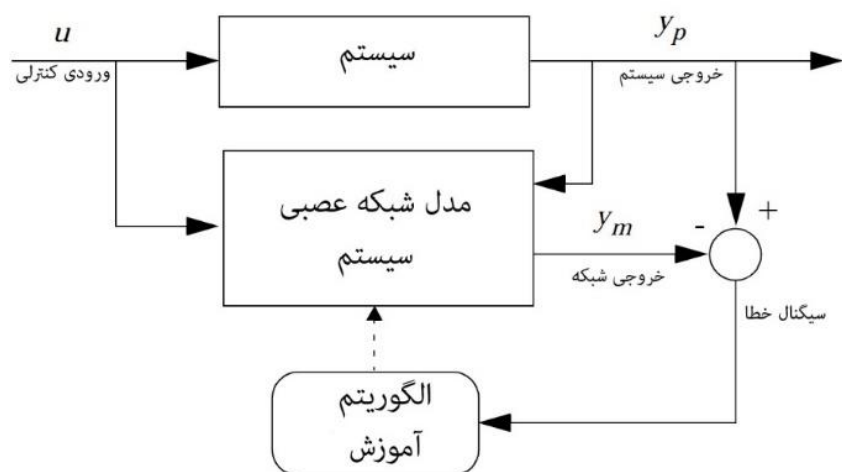 u
سیستم
y_p
ورودی کنترلی
خروجی سیستم
مدل شبکه عصبی
سیستم
y_m
-
+
خروجی شبکه
سیگنال خطا
الگوریتم
آموزش